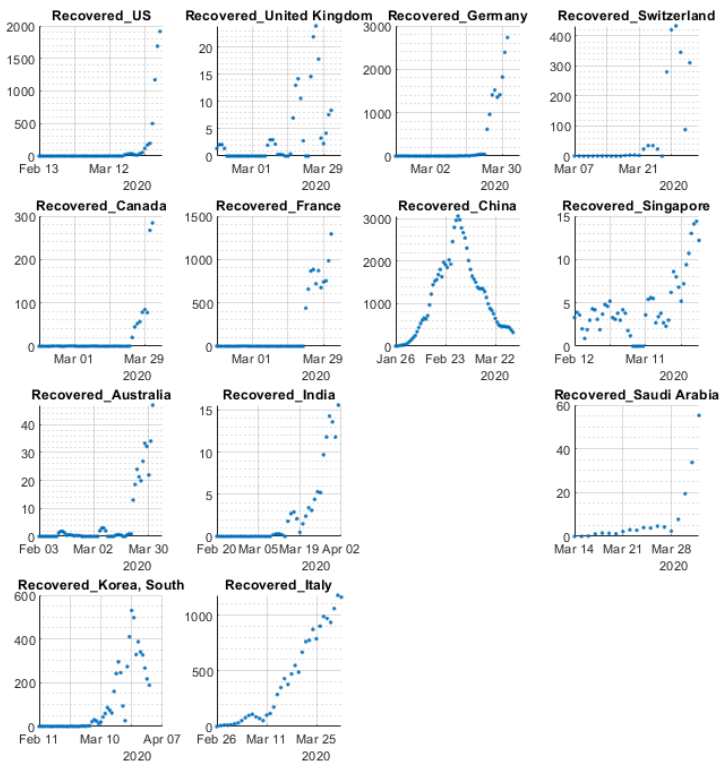 Recovered_US
2000
1500
1000
500
0
Feb 13
Mar 12
2020
Recovered_United Kingdom
20
15
10
5
0
Mar 01
Mar 29
2020
Recovered_Germany
3000
2000
1000
0
Mar 02
Mar 30
2020
Recovered_Switzerland
400
300
200
100
0
Mar 07
Mar 21
2020
Recovered_Canada
300
200
100
0
Mar 01
Mar 29
2020
Recovered_France
1500
1000
500
0
Mar 01
Mar 29
2020
Recovered_China
3000
2000
1000
0
Jan 26
Feb 23
Mar 22
2020
Recovered_Singapore
15
10
5
0
Feb 12
Mar 11
2020
Recovered_Australia
40
30
20
10
0
Feb 03
Mar 02
Mar 30
2020
Recovered_India
15
10
5
0
Feb 20
Mar 05
Mar 19
Apr 02
2020
Recovered_Saudi Arabia
60
40
20
0
Mar 14
Mar 21
Mar 28
2020
Recovered_Korea, South
600
400
200
0
Feb 11
Mar 10
Apr 07
2020
Recovered_Italy
1000
500
0
Feb 26
Mar 11
Mar 25
2020